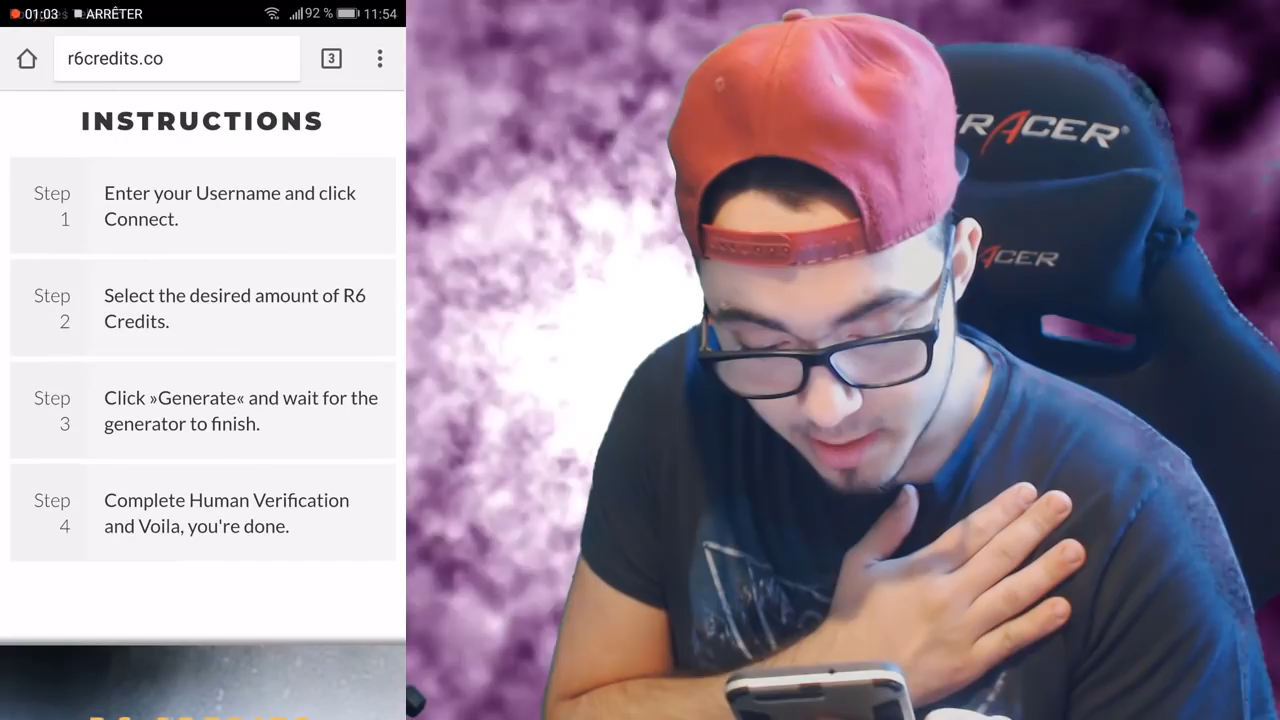 01:03 ARRÊTER 92 % 11:54
r6credits.co
3
INSTRUCTIONS
Step 1
Enter your Username and click
Connect.
Step 2
Select the desired amount of R6
Credits.
Step 3
Click »Generate« and wait for the
generator to finish.
Step 4
Complete Human Verification
and Voila, you're done.
R6 CREDITS
RACER
RACER